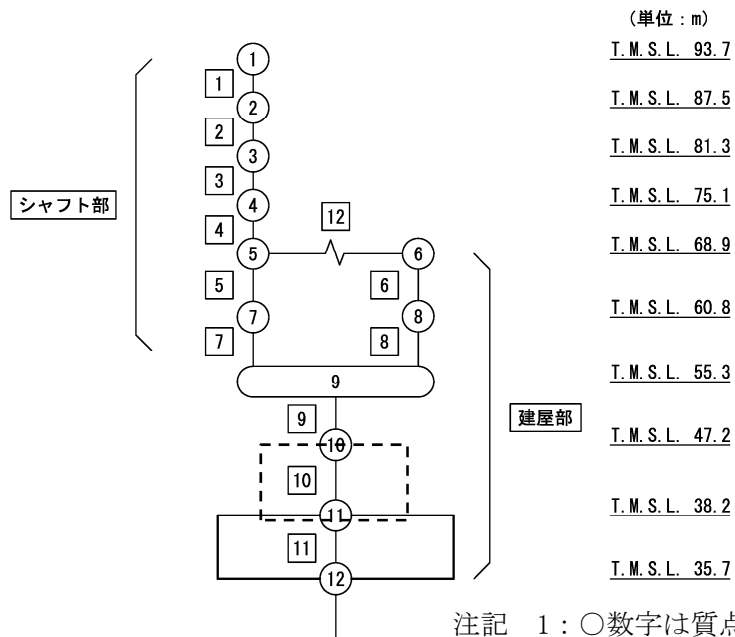 (単位：m)
① T.M.S.L. 93.7
1
② T.M.S.L. 87.5
2
③ T.M.S.L. 81.3
3
シャフト部
④ T.M.S.L. 75.1
12
4
⑤ ⑥ T.M.S.L. 68.9
5 6
⑦ ⑧ T.M.S.L. 60.8
7 8
9 T.M.S.L. 55.3
9
建屋部
⑩ T.M.S.L. 47.2
10
⑪ T.M.S.L. 38.2
11
⑫ T.M.S.L. 35.7
注記 1：○数字は質点